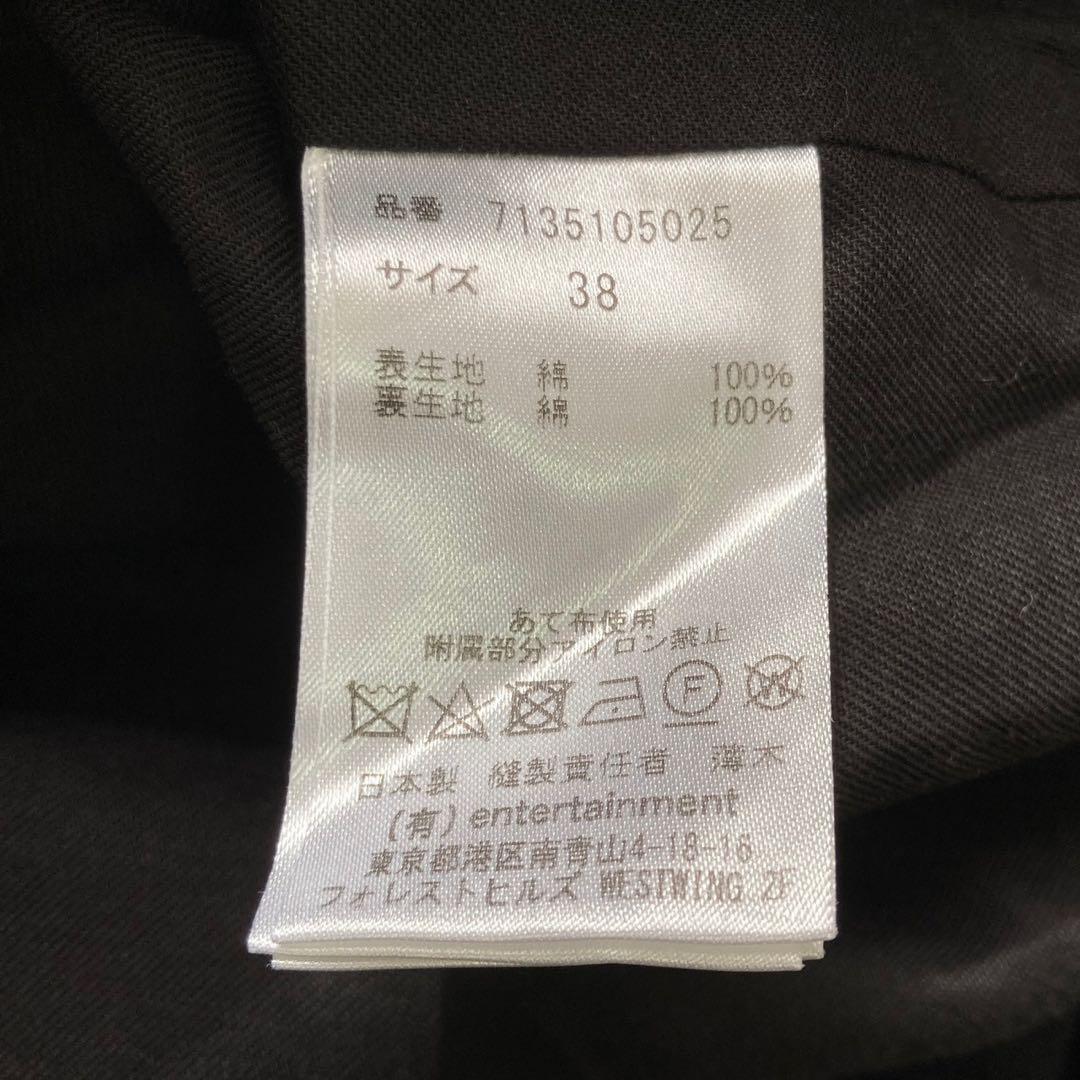 品番 7135105025
サイズ 38
表生地 綿 100%
裏生地 綿 100%
あて布使用
附属部分アイロン禁止
F
W
日本製 縫製責任者 薄木
(有) entertainment
東京都港区南青山4-18-16
フォレストヒルズ WESTWING 2F